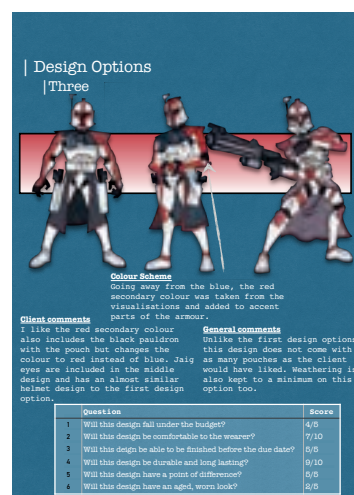 | Design Options
|Three
Colour Scheme
Going away from the blue, the red
secondary colour was taken from the
visualisations and added to accent
parts of the armour.
Client comments
I like the red secondary colour
also includes the black pauldron
with the pouch but changes the
colour to red instead of blue. Jaig
eyes are included in the middle
design and has an almost similar
helmet design to the first design
option.
General comments
Unlike the first design options
this design does not come with
as many pouches as the client
would have liked. Weathering is
also kept to a minimum on this
option too.
Question Score
1 Will this design fall under the budget? 4/5
2 Will this design be comfortable to the wearer? 7/10
3 Will this deign be able to be finished before the due date? 5/5
4 Will this design be durable and long lasting? 9/10
5 Will this design have a point of difference? 5/5
6 Will this design have an aged, worn look? 2/5